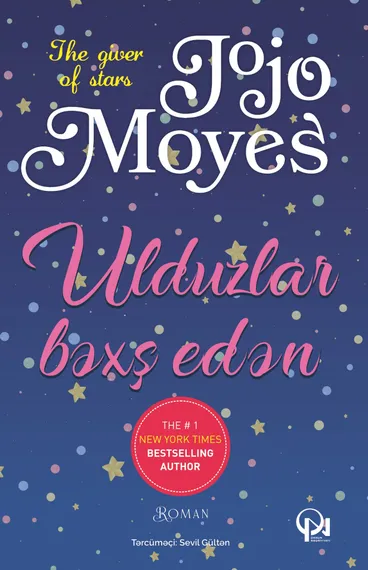 The giver
of stars
Jojo
Moyes
Ulduzlar
bəxş edən
THE # 1
NEW YORK TIMES
BESTSELLING
AUTHOR
ROMAN
Tərcüməçi: Sevil Gültən